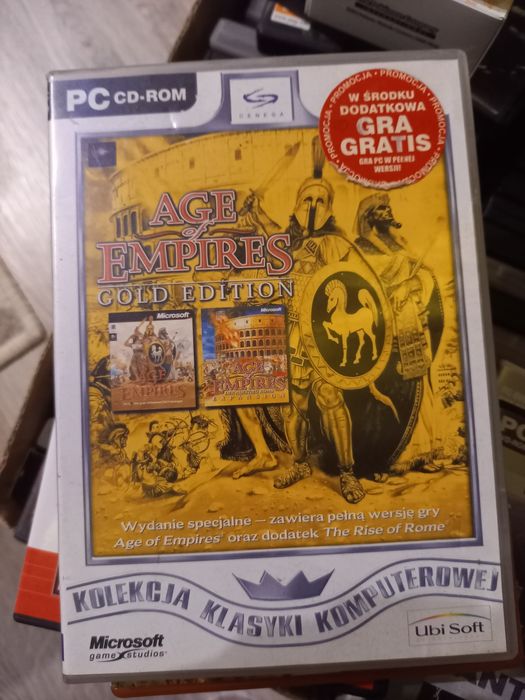 PC CD-ROM
CENEGA
PROMOCJA • PROMOCJA • PROMOCJA
W ŚRODKU
DODATKOWA
GRA
GRATIS
GRA PC W PEŁNEJ
WERSJI!
AGE
of
EMPIRES
GOLD EDITION
Microsoft
AGE
EMPIRES
Microsoft
AGE
of
EMPIRES
EXPANSION
Wydanie specjalne – zawiera pełną wersję gry
Age of Empires® oraz dodatek The Rise of Rome®
KOLEKCJA KLASYKI KOMPUTEROWEJ
Microsoft
game studios™
Ubi Soft